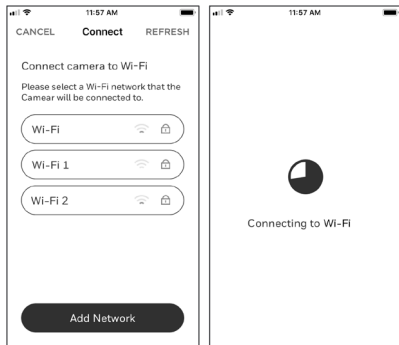 11:57 AM
CANCEL Connect REFRESH
Connect camera to Wi-Fi
Please select a Wi-Fi network that the
Camear will be connected to.
Wi-Fi
Wi-Fi 1
Wi-Fi 2
Add Network
11:57 AM
Connecting to Wi-Fi